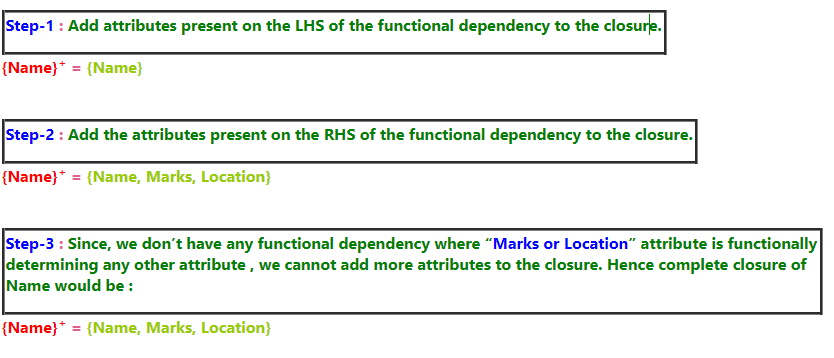 Step-1 : Add attributes present on the LHS of the functional dependency to the closure.
{Name}⁺ = {Name}
Step-2 : Add the attributes present on the RHS of the functional dependency to the closure.
{Name}⁺ = {Name, Marks, Location}
Step-3 : Since, we don’t have any functional dependency where “Marks or Location” attribute is functionally
determining any other attribute , we cannot add more attributes to the closure. Hence complete closure of
Name would be :
{Name}⁺ = {Name, Marks, Location}